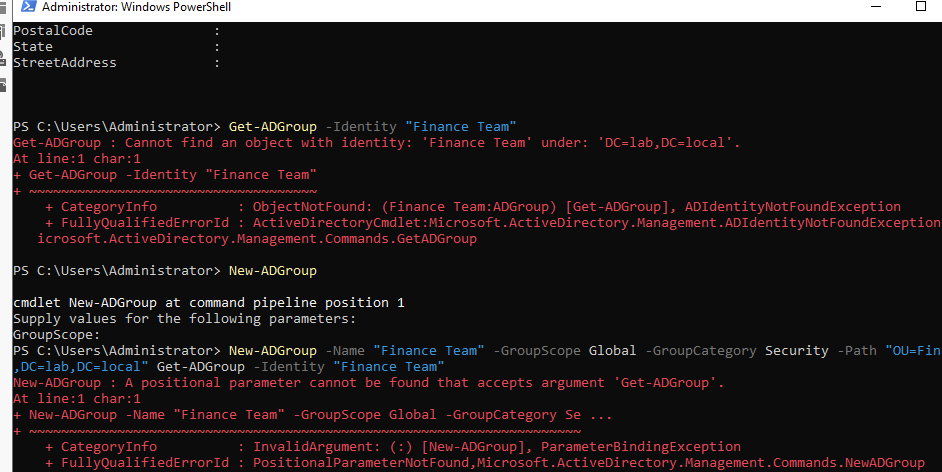 Administrator: Windows PowerShell
PostalCode :
State :
StreetAddress :
PS C:\Users\Administrator> Get-ADGroup -Identity "Finance Team"
Get-ADGroup : Cannot find an object with identity: 'Finance Team' under: 'DC=lab,DC=local'.
At line:1 char:1
+ Get-ADGroup -Identity "Finance Team"
+ ~~~~~~~~~~~~~~~~~~~~~~~~~~~~~~~~~~~~
+ CategoryInfo : ObjectNotFound: (Finance Team:ADGroup) [Get-ADGroup], ADIdentityNotFoundException
+ FullyQualifiedErrorId : ActiveDirectoryCmdlet:Microsoft.ActiveDirectory.Management.ADIdentityNotFoundException
icrosoft.ActiveDirectory.Management.Commands.GetADGroup
PS C:\Users\Administrator> New-ADGroup
cmdlet New-ADGroup at command pipeline position 1
Supply values for the following parameters:
GroupScope:
PS C:\Users\Administrator> New-ADGroup -Name "Finance Team" -GroupScope Global -GroupCategory Security -Path "OU=Fin
,DC=lab,DC=local" Get-ADGroup -Identity "Finance Team"
New-ADGroup : A positional parameter cannot be found that accepts argument 'Get-ADGroup'.
At line:1 char:1
+ New-ADGroup -Name "Finance Team" -GroupScope Global -GroupCategory Se ...
+ ~~~~~~~~~~~~~~~~~~~~~~~~~~~~~~~~~~~~~~~~~~~~~~~~~~~~~~~~~~~~~~~~~~~~~
+ CategoryInfo : InvalidArgument: (:) [New-ADGroup], ParameterBindingException
+ FullyQualifiedErrorId : PositionalParameterNotFound,Microsoft.ActiveDirectory.Management.Commands.NewADGroup